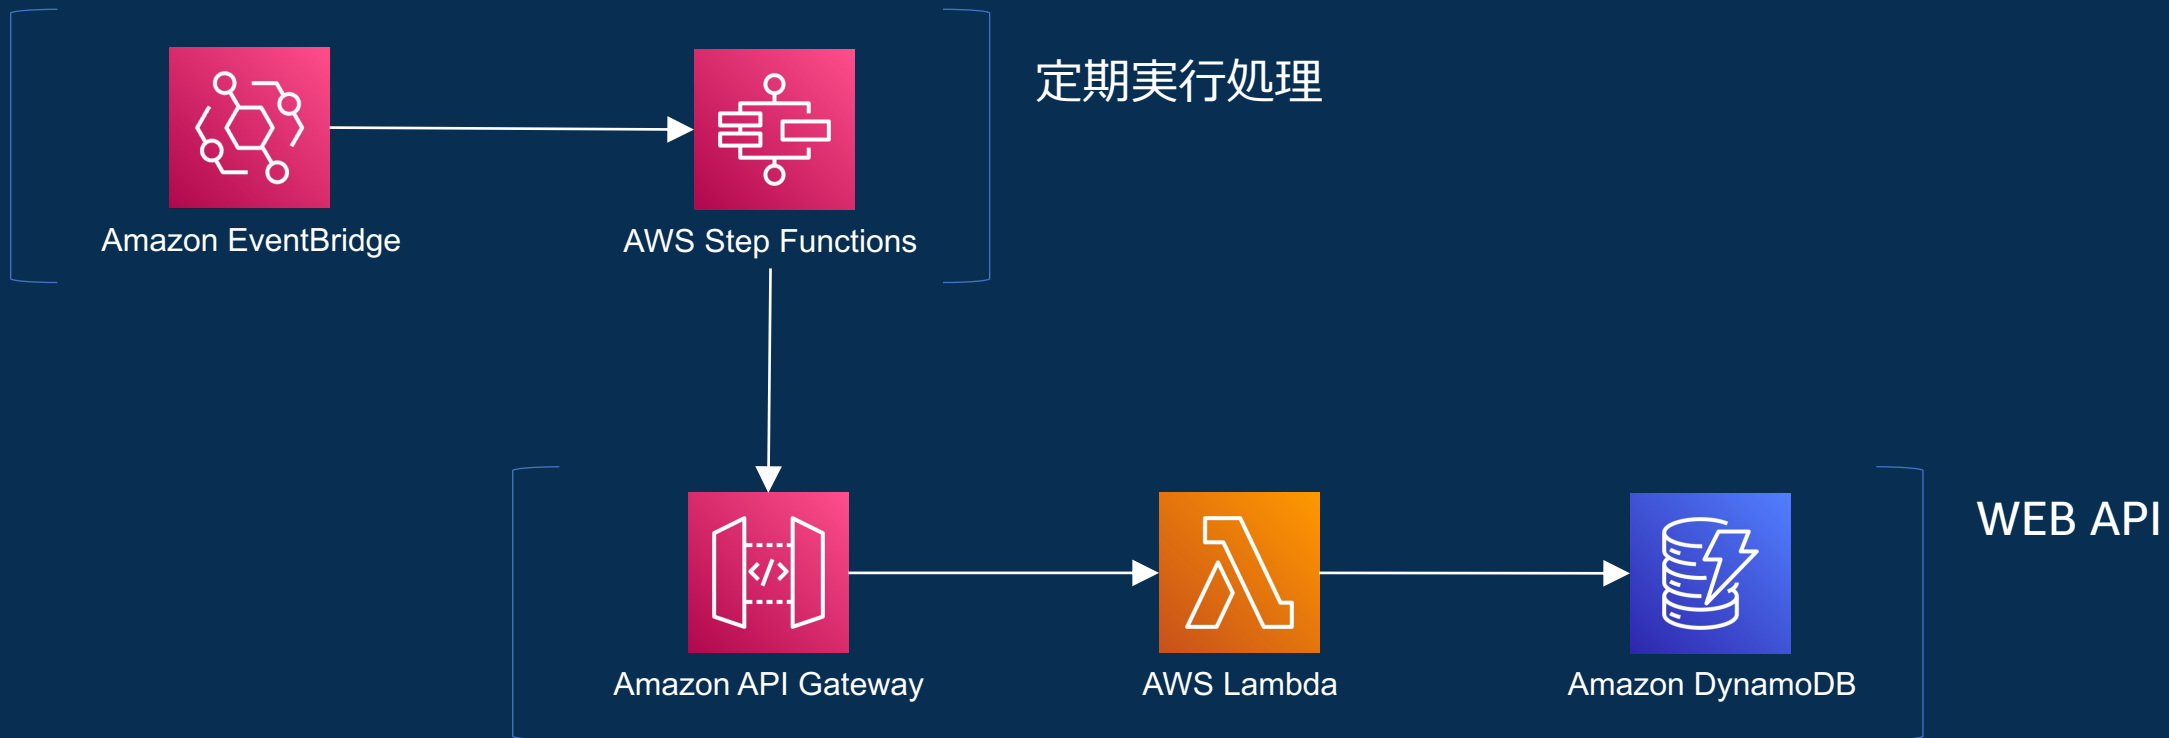 定期実行処理
Amazon EventBridge
AWS Step Functions
WEB API
</>
Amazon API Gateway
AWS Lambda
Amazon DynamoDB